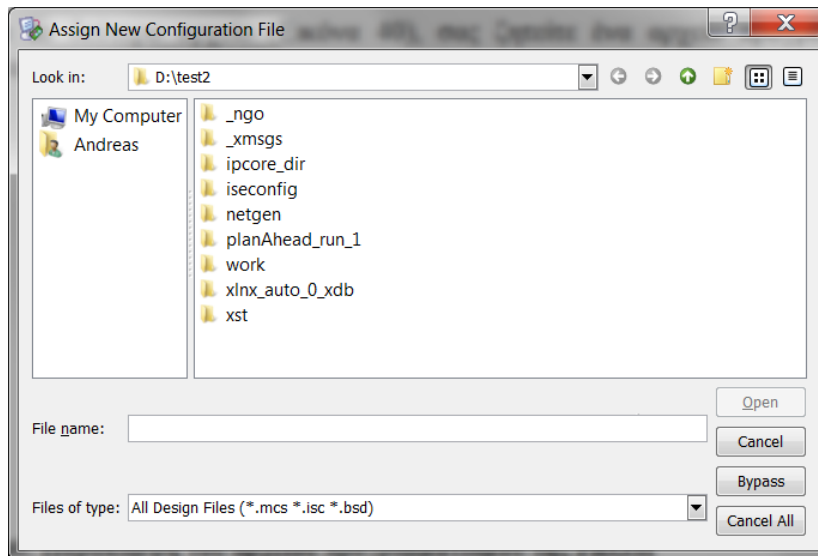 Assign New Configuration File
Look in: D:\test2
My Computer
Andreas
_ngo
_xmsgs
ipcore_dir
iseconfig
netgen
planAhead_run_1
work
xlnx_auto_0_xdb
xst
File name:
Open
Cancel
Bypass
Files of type: All Design Files (*.mcs *.isc *.bsd)
Cancel All